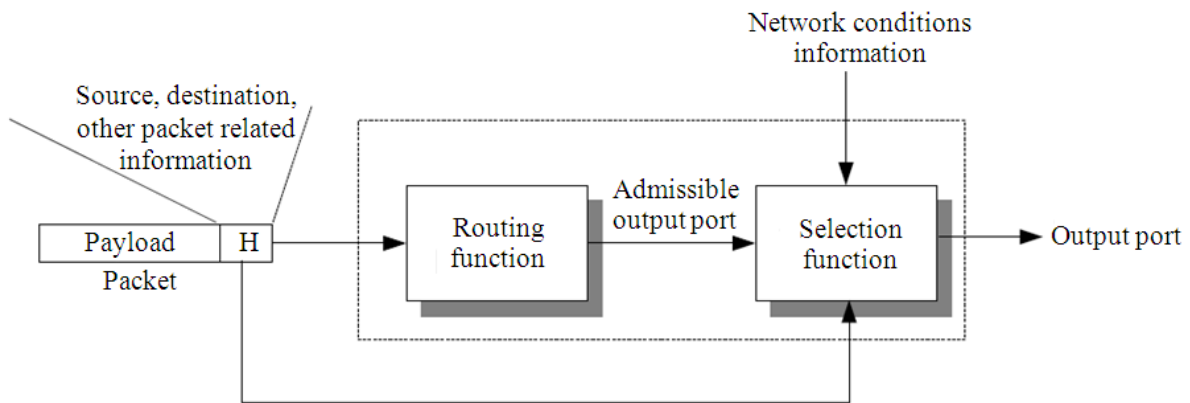 Network conditions
information
Source, destination,
other packet related
information
Payload
H
Packet
Routing
function
Admissible
output port
Selection
function
Output port